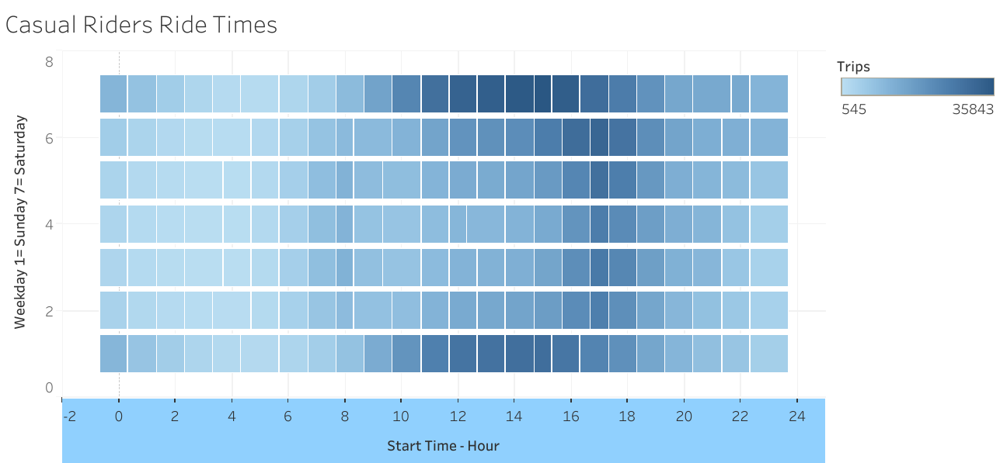 Casual Riders Ride Times
Trips
545 35843
Weekday 1= Sunday 7= Saturday
8
6
4
2
0
-2 0 2 4 6 8 10 12 14 16 18 20 22 24
Start Time - Hour